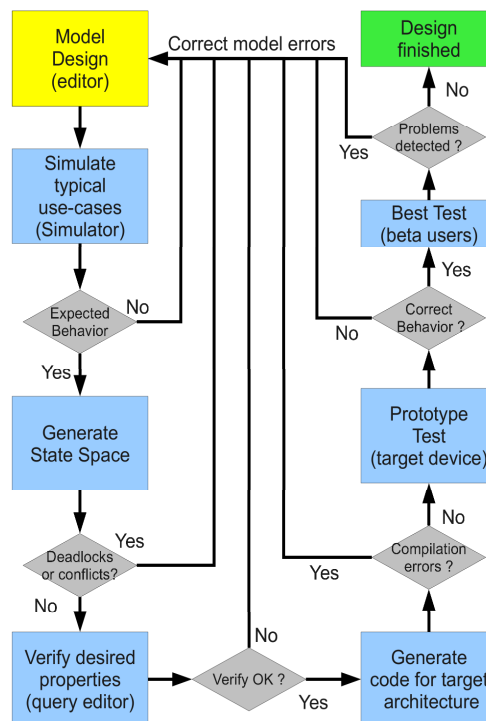 Model
Design
(editor)
Correct model errors
Design
finished
No
Problems
detected ?
Yes
Simulate
typical
use-cases
(Simulator)
Best Test
(beta users)
Yes
Expected
Behavior
No
Correct
Behavior ?
No
Yes
Generate
State Space
Prototype
Test
(target device)
No
Deadlocks
or conflicts?
Yes
Compilation
errors ?
Yes
No
Verify desired
properties
(query editor)
No
Verify OK ?
Yes
Generate
code for target
architecture